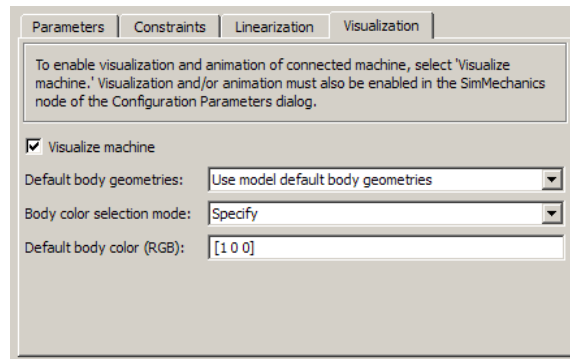 Parameters Constraints Linearization Visualization
To enable visualization and animation of connected machine, select 'Visualize
machine.' Visualization and/or animation must also be enabled in the SimMechanics
node of the Configuration Parameters dialog.
Visualize machine
Default body geometries: Use model default body geometries
Body color selection mode: Specify
Default body color (RGB): [1 0 0]